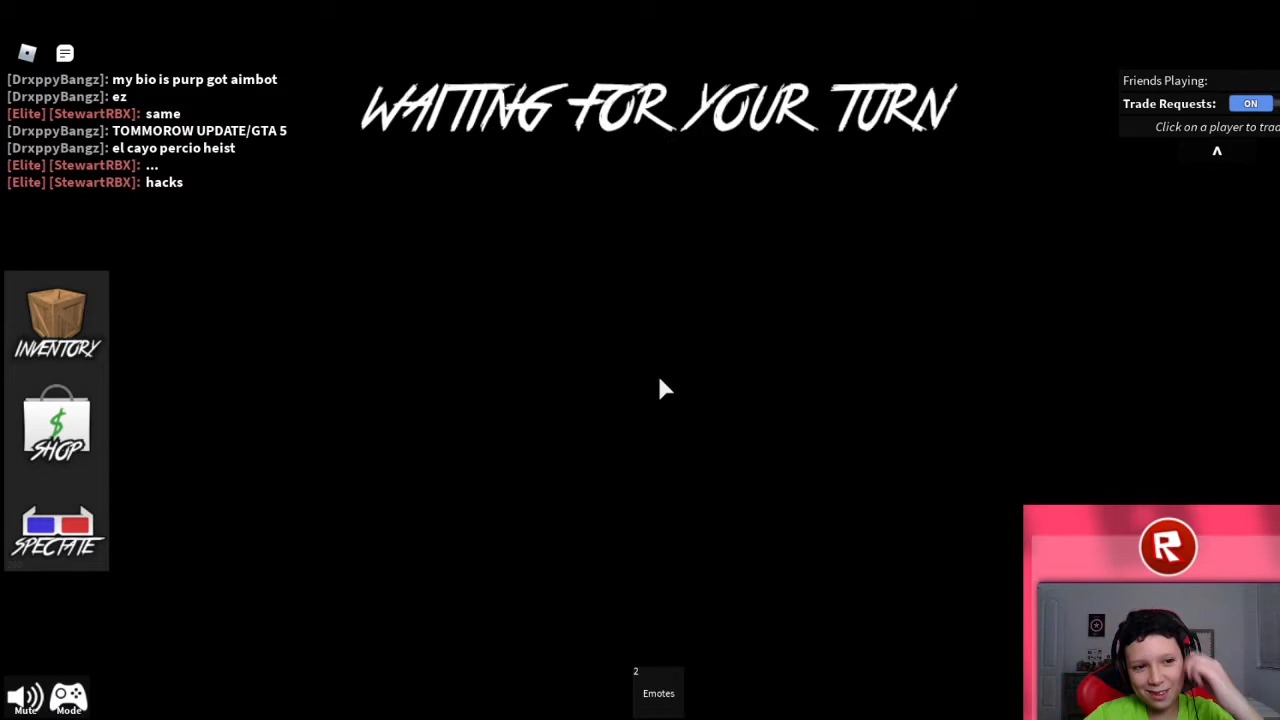 [DrxppyBangz]: my bio is purp got aimbot
[DrxppyBangz]: ez
[Elite] [StewartRBX]: same
[DrxppyBangz]: TOMMOROW UPDATE/GTA 5
[DrxppyBangz]: el cayo percio heist
[Elite] [StewartRBX]: ...
[Elite] [StewartRBX]: hacks
WAITING FOR YOUR TURN
Friends Playing:
Trade Requests: ON
Click on a player to trad
^
INVENTORY
$
SHOP
SPECTATE
R
2
Emotes
Mute
Mode